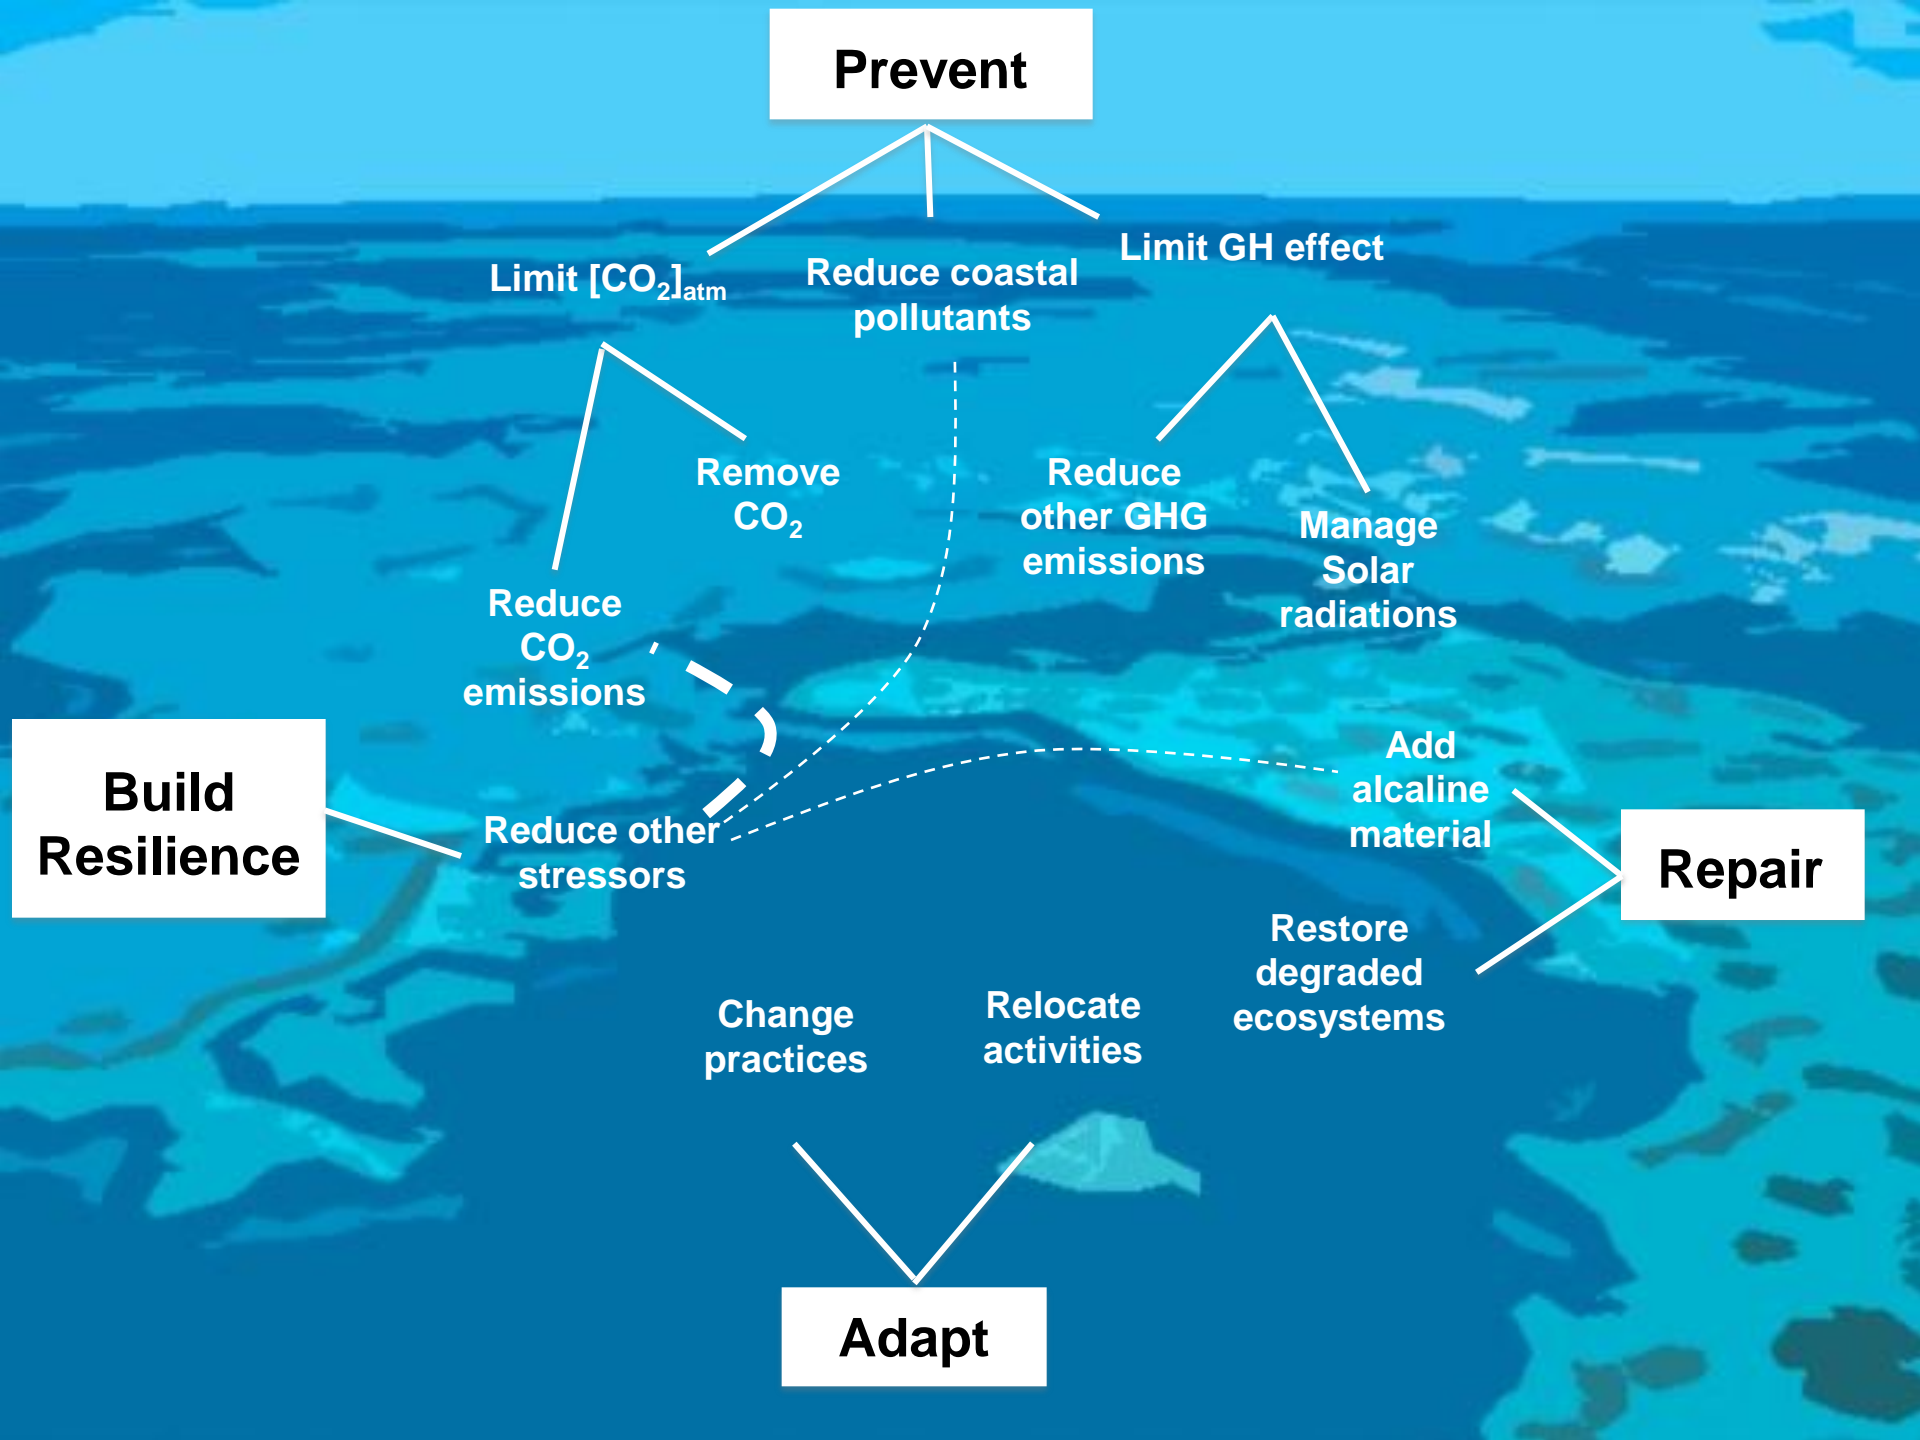 Prevent
Limit [CO₂]atm
Reduce coastal
pollutants
Limit GH effect
Remove
CO₂
Reduce
other GHG
emissions
Manage
Solar
radiations
Reduce
CO₂
emissions
Build
Resilience
Reduce other
stressors
Add
alcaline
material
Repair
Restore
degraded
ecosystems
Change
practices
Relocate
activities
Adapt